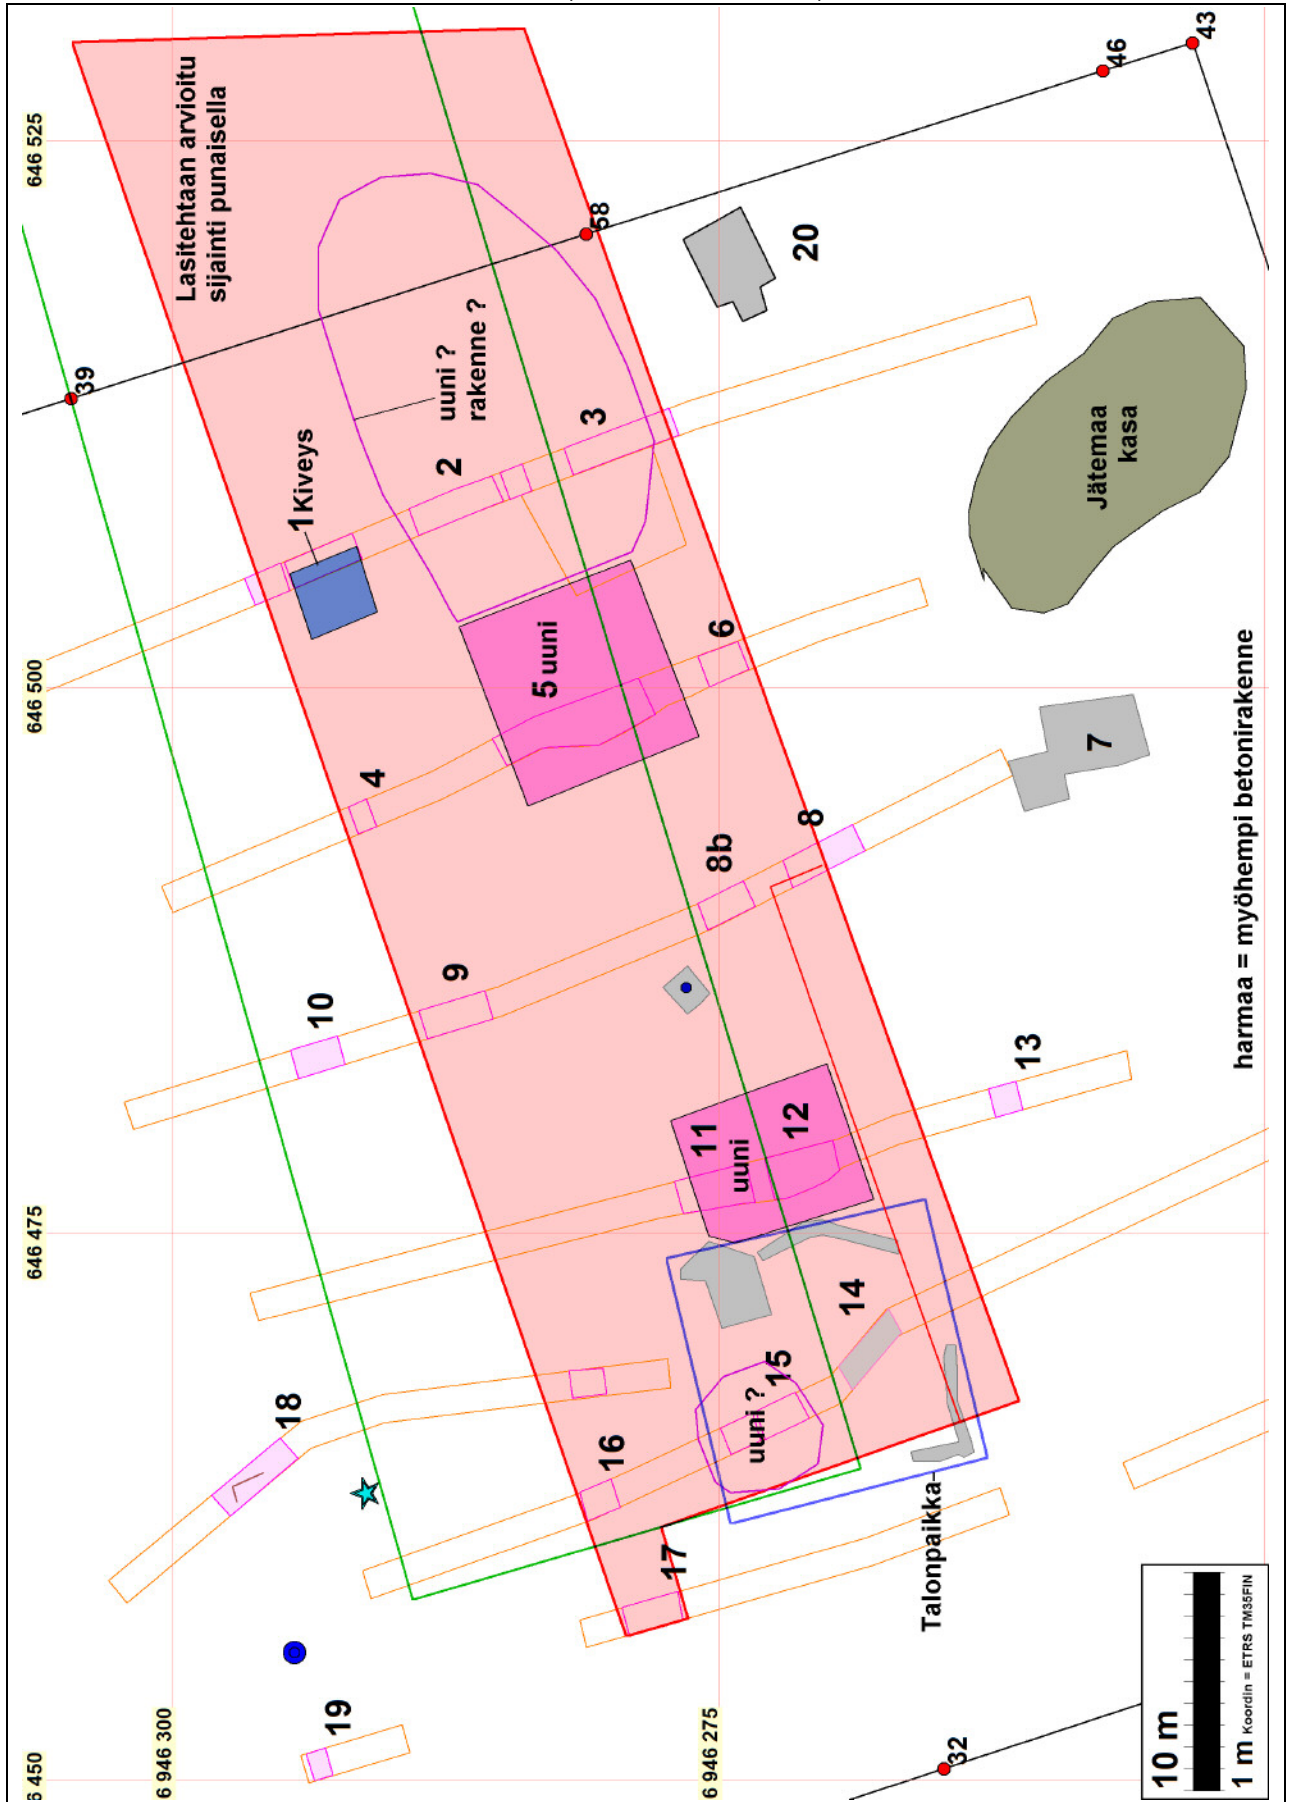 Lasitehtaan arvioitu
sijainti punaisella
646 525
43
46
58
39
20
uuni ?
rakenne ?
1 Kiveys
2
3
Jätemaa
kasa
646 500
5 uuni
6
4
7
8
8b
9
10
harmaa = myöhempi betonirakenne
11
uuni
12
13
646 475
14
15
uuni ?
16
17
18
Talonpaikka
19
6 450
6 946 300
6 946 275
32
10 m
1 m Koordin = ETRS TM35FIN